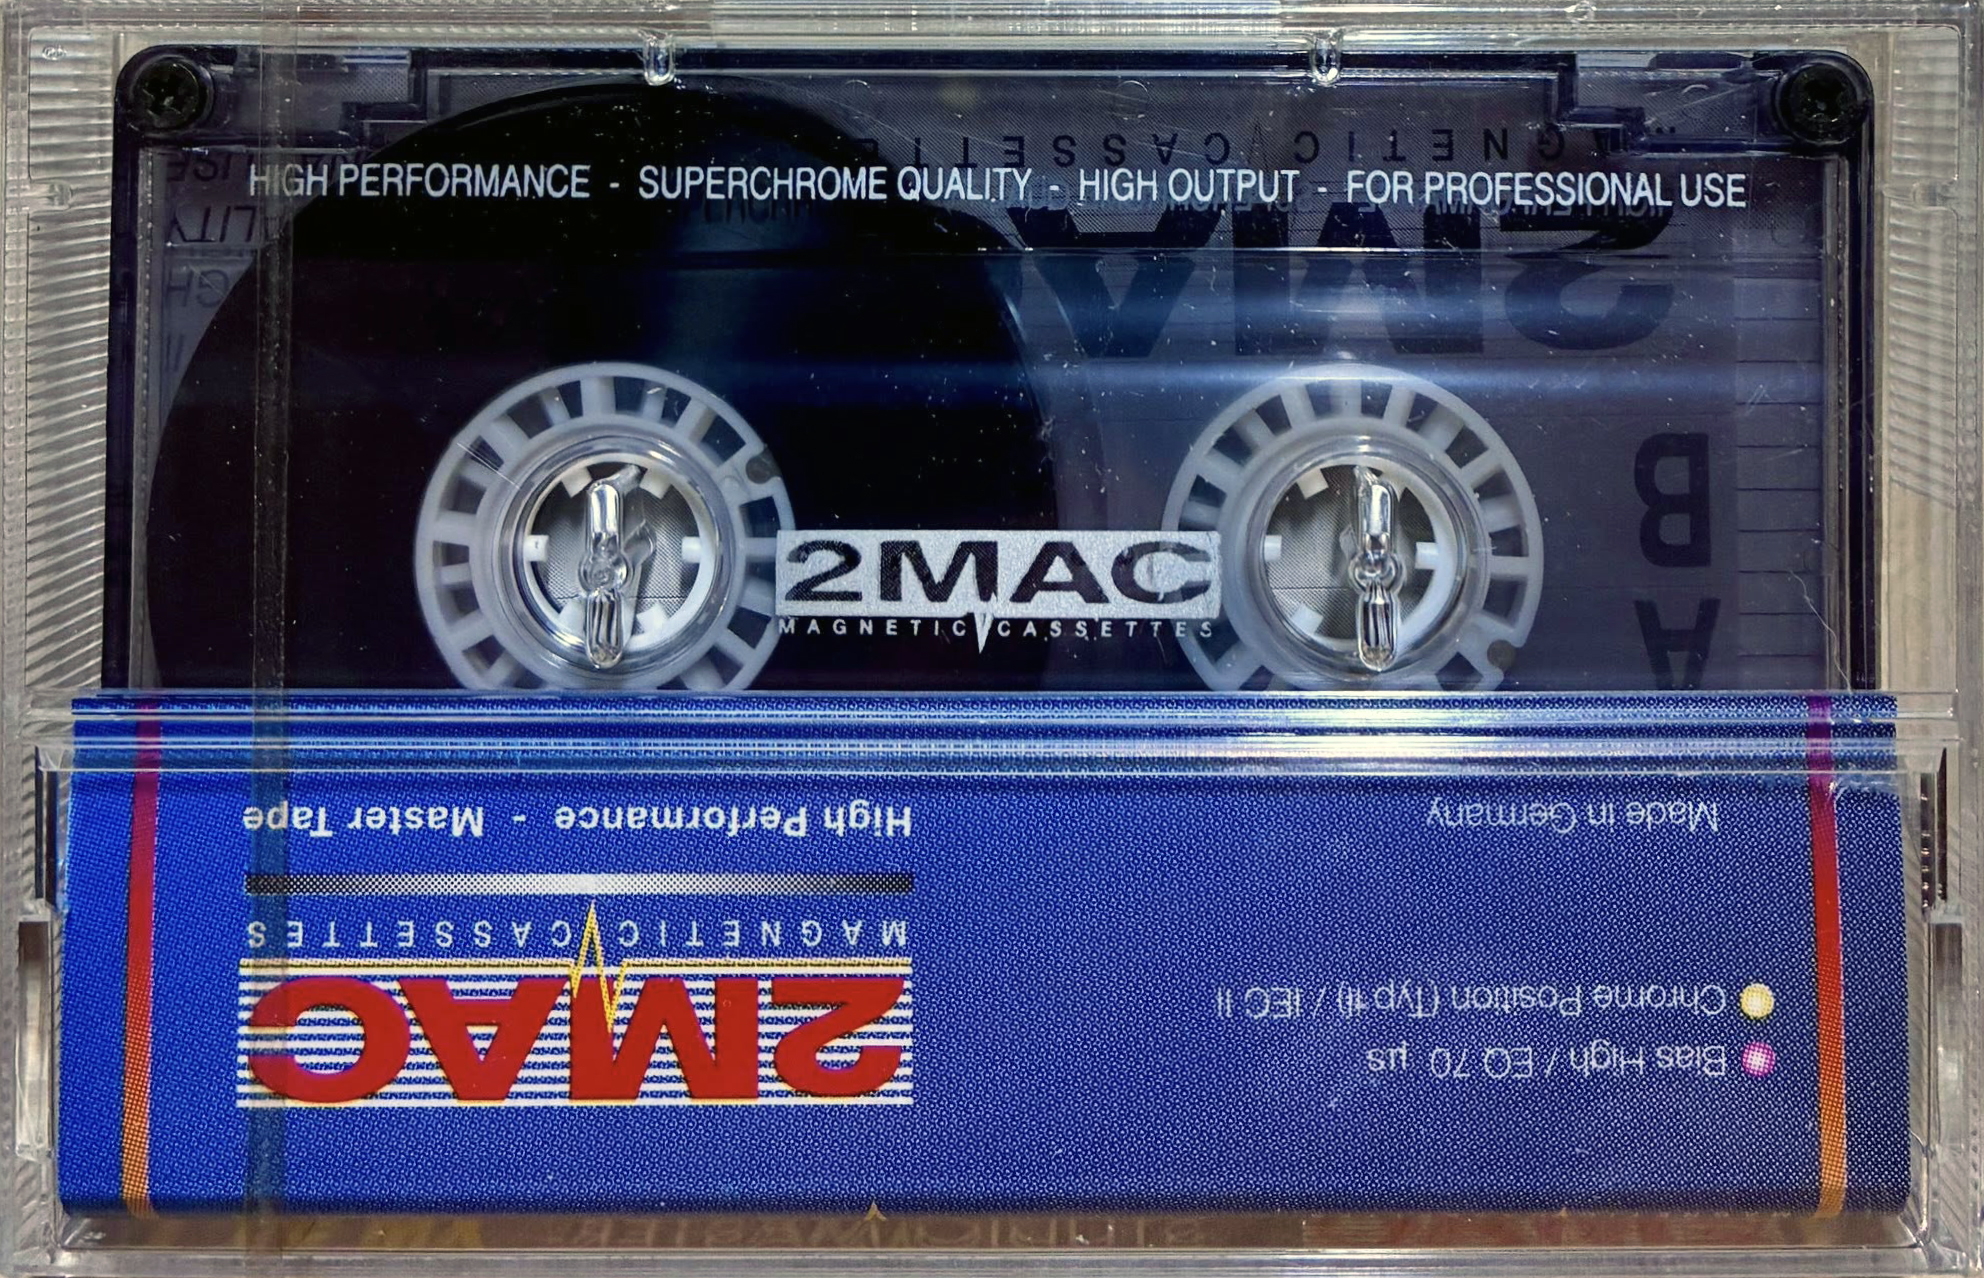 HIGH PERFORMANCE - SUPERCHROME QUALITY - HIGH OUTPUT - FOR PROFESSIONAL USE
2MAC
MAGNETIC CASSETTES
B
A
High Performance - Master Tape
MAGNETIC CASSETTES
2MAC
Made in Germany
Chrome Position (Typ II) / IEC II
Bias High / EQ 70 µs